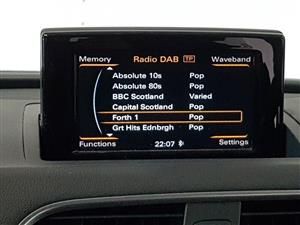 Memory Radio DAB TP Waveband
Absolute 10s Pop
Absolute 80s Pop
BBC Scotland Varied
Capital Scotland Pop
Forth 1 Pop
Grt Hits Ednbrgh Pop
Functions 22:07 Settings